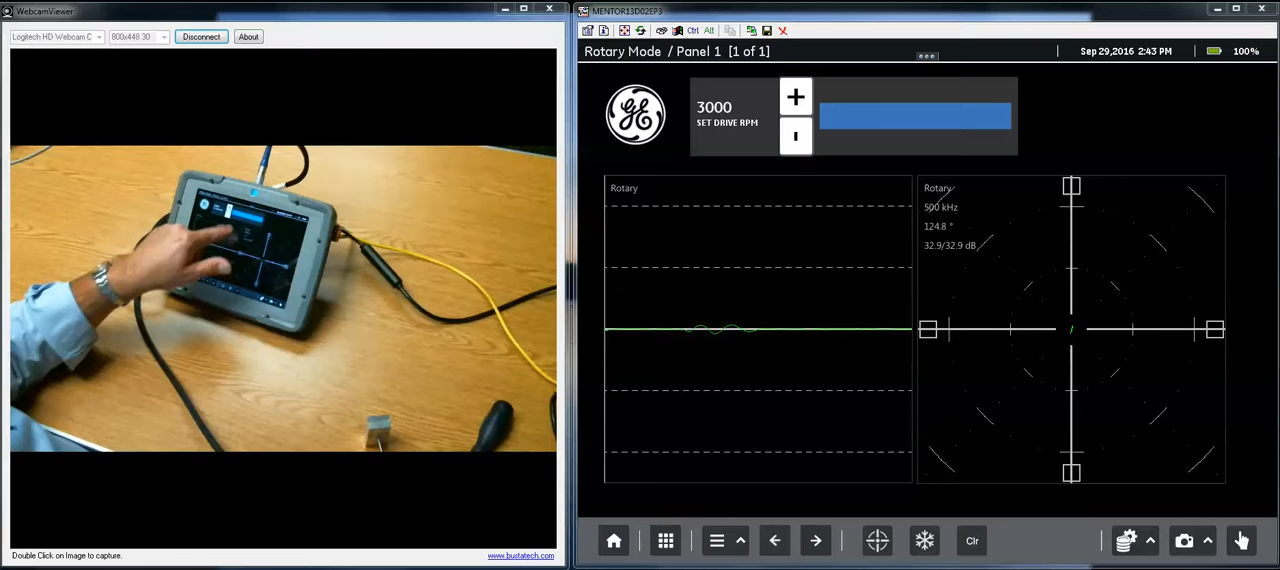 WebcamViewer
Logitech HD Webcam C
800x448 30
Disconnect
About
Double Click on Image to capture.
www.bustatech.com
MENTOR13D02EP3
Ctrl Alt
Rotary Mode / Panel 1 [1 of 1]
Sep 29,2016 2:43 PM
100%
GE
3000
SET DRIVE RPM
+
-
Rotary
Rotary
500 kHz
124.8 °
32.9/32.9 dB
Clr